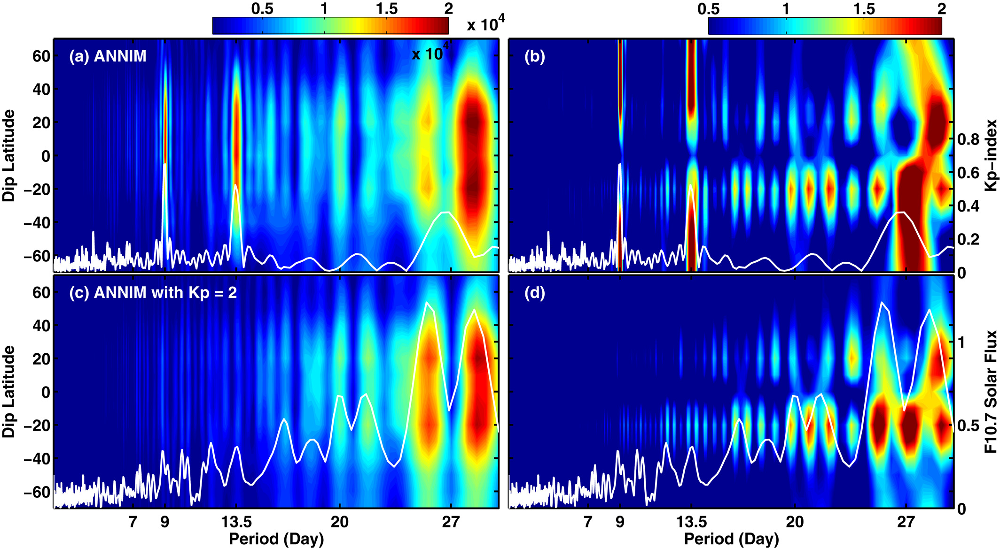 0.5 1 1.5 2
x 10^4
0.5 1 1.5 2
(a) ANNIM
x 10^4
60
40
20
0
−20
−40
−60
Dip Latitude
(b)
0.8
0.6
0.4
0.2
0
Kp−index
(c) ANNIM with Kp = 2
60
40
20
0
−20
−40
−60
Dip Latitude
7 9 13.5 20 27
Period (Day)
(d)
1
0.5
0
F10.7 Solar Flux
7 9 13.5 20 27
Period (Day)